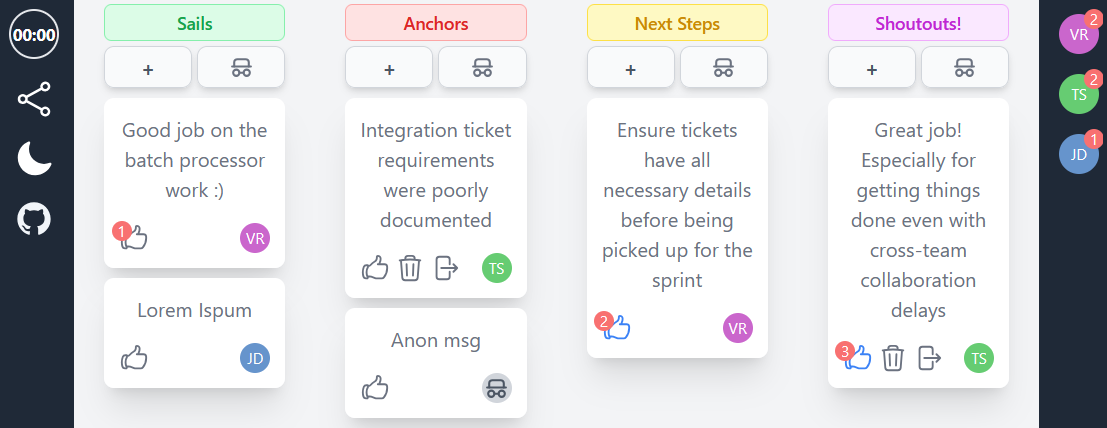 00:00
Sails
+
Good job on the
batch processor
work :)
1
VR
Lorem Ispum
JD
Anchors
+
Integration ticket
requirements
were poorly
documented
TS
Anon msg
Next Steps
+
Ensure tickets
have all
necessary details
before being
picked up for the
sprint
2
VR
Shoutouts!
+
Great job!
Especially for
getting things
done even with
cross-team
collaboration
delays
3
TS
VR
2
TS
2
JD
1